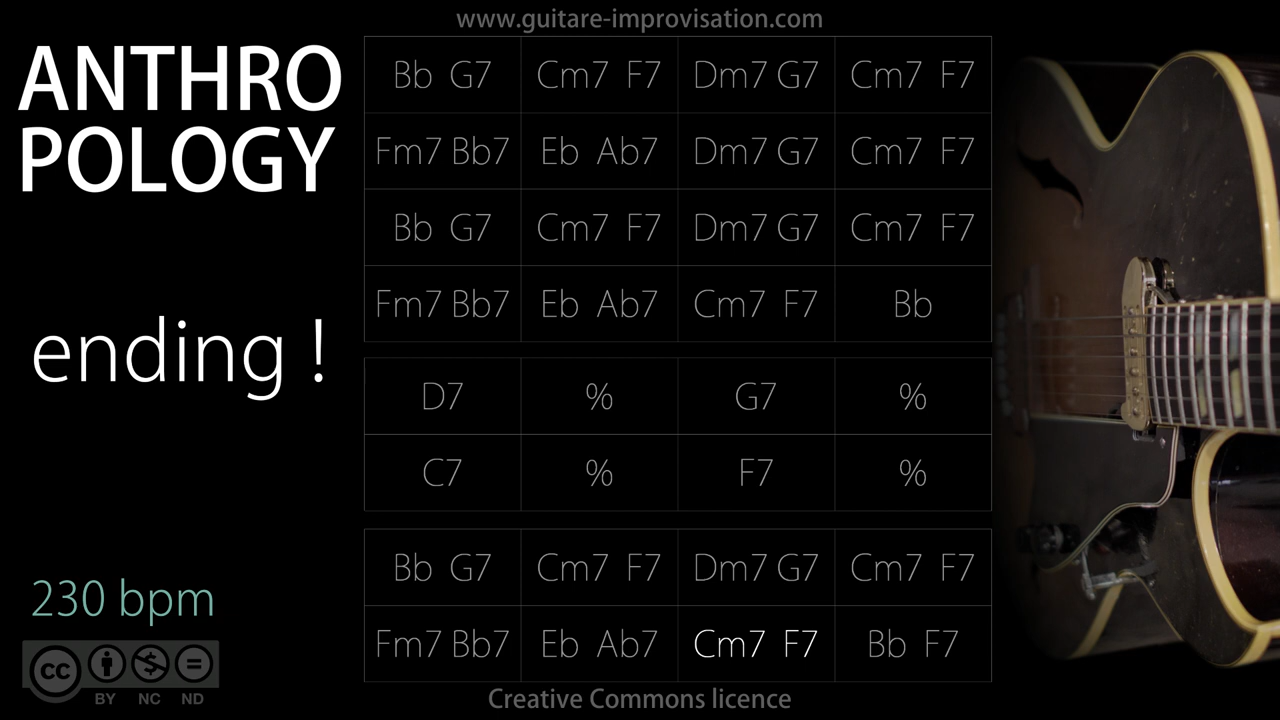 www.guitare-improvisation.com
ANTHRO
POLOGY
ending !
230 bpm
cc
BY NC ND
Bb G7 Cm7 F7 Dm7 G7 Cm7 F7
Fm7 Bb7 Eb Ab7 Dm7 G7 Cm7 F7
Bb G7 Cm7 F7 Dm7 G7 Cm7 F7
Fm7 Bb7 Eb Ab7 Cm7 F7 Bb
D7 % G7 %
C7 % F7 %
Bb G7 Cm7 F7 Dm7 G7 Cm7 F7
Fm7 Bb7 Eb Ab7 Cm7 F7 Bb F7
Creative Commons licence